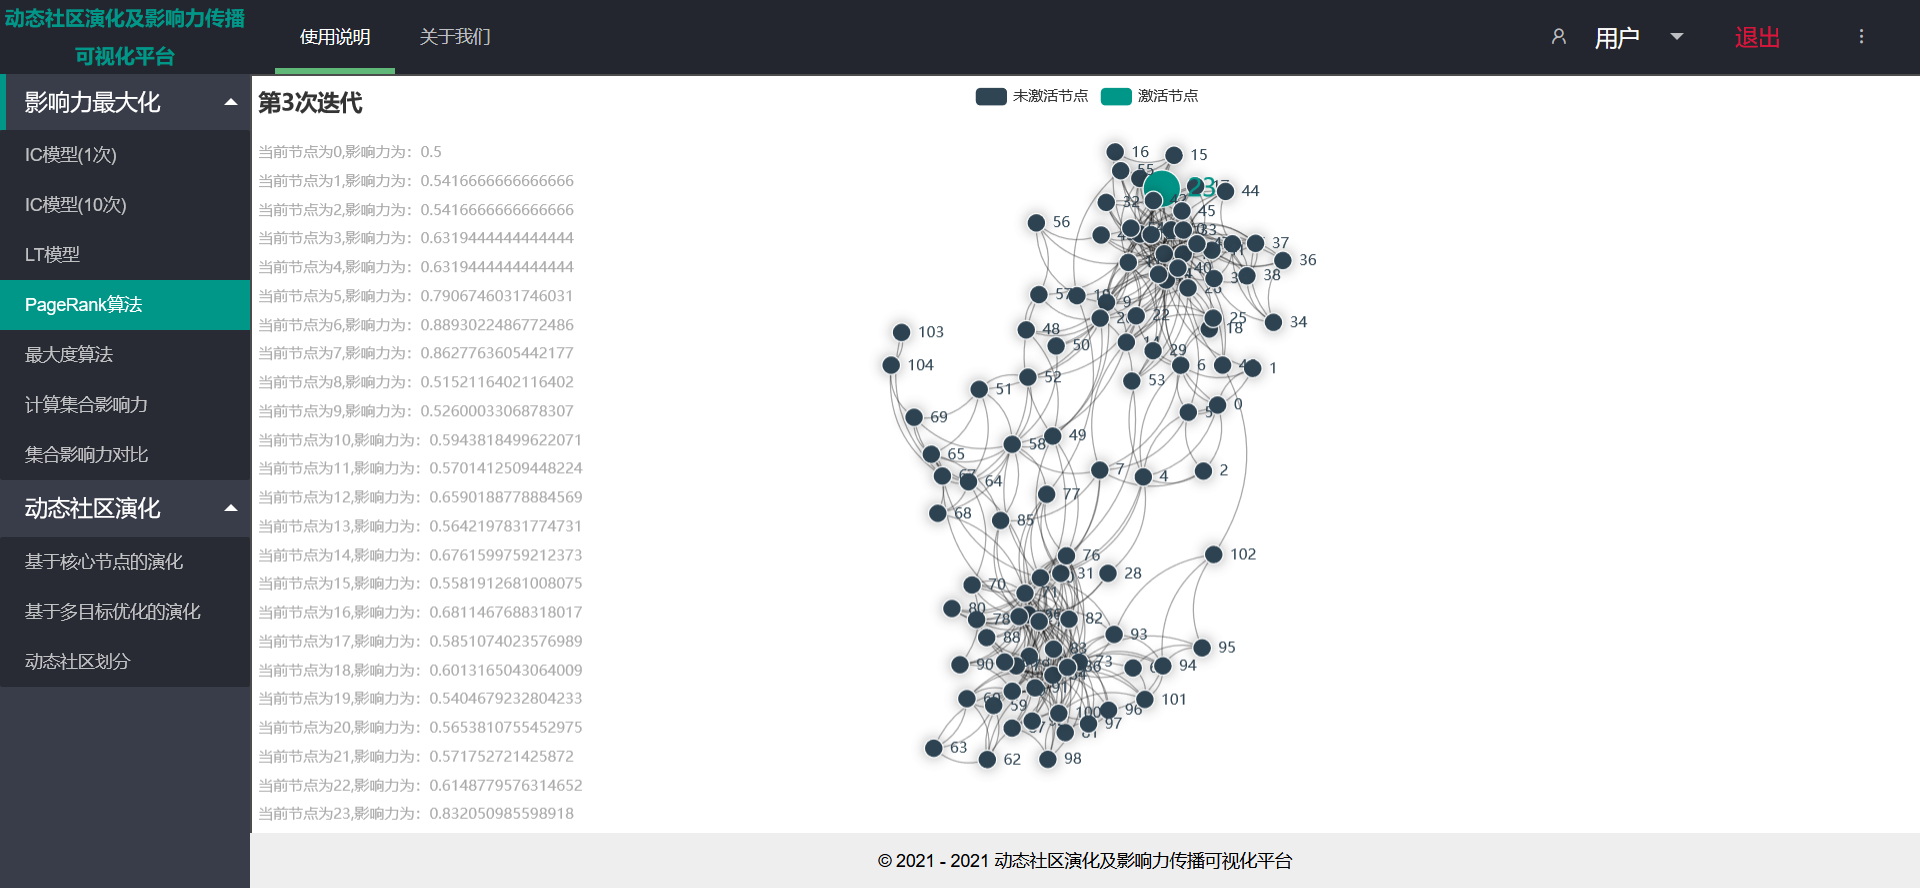 动态社区演化及影响力传播
可视化平台
使用说明
关于我们
用户
退出
影响力最大化
IC模型(1次)
IC模型(10次)
LT模型
PageRank算法
最大度算法
计算集合影响力
集合影响力对比
动态社区演化
基于核心节点的演化
基于多目标优化的演化
动态社区划分
第3次迭代
当前节点为0,影响力为：0.5
当前节点为1,影响力为：0.5416666666666666
当前节点为2,影响力为：0.5416666666666666
当前节点为3,影响力为：0.6319444444444444
当前节点为4,影响力为：0.6319444444444444
当前节点为5,影响力为：0.7906746031746031
当前节点为6,影响力为：0.8893022486772486
当前节点为7,影响力为：0.8627763605442177
当前节点为8,影响力为：0.5152116402116402
当前节点为9,影响力为：0.5260003306878307
当前节点为10,影响力为：0.5943818499622071
当前节点为11,影响力为：0.5701412509448224
当前节点为12,影响力为：0.6590188778884569
当前节点为13,影响力为：0.5642197831774731
当前节点为14,影响力为：0.6761599759212373
当前节点为15,影响力为：0.5581912681008075
当前节点为16,影响力为：0.6811467688318017
当前节点为17,影响力为：0.5851074023576989
当前节点为18,影响力为：0.6013165043064009
当前节点为19,影响力为：0.5404679232804233
当前节点为20,影响力为：0.5653810755452975
当前节点为21,影响力为：0.571752721425872
当前节点为22,影响力为：0.6148779576314652
当前节点为23,影响力为：0.832050985598918
未激活节点
激活节点
16
15
55
23
44
32
45
56
33
37
36
40
38
57
9
22
25
18
34
103
48
50
29
104
52
53
6
1
51
0
69
49
58
65
7
4
2
64
77
68
85
76
102
31
28
70
71
80
78
82
88
93
83
95
90
73
94
59
101
96
100
97
63
62
98
© 2021 - 2021 动态社区演化及影响力传播可视化平台